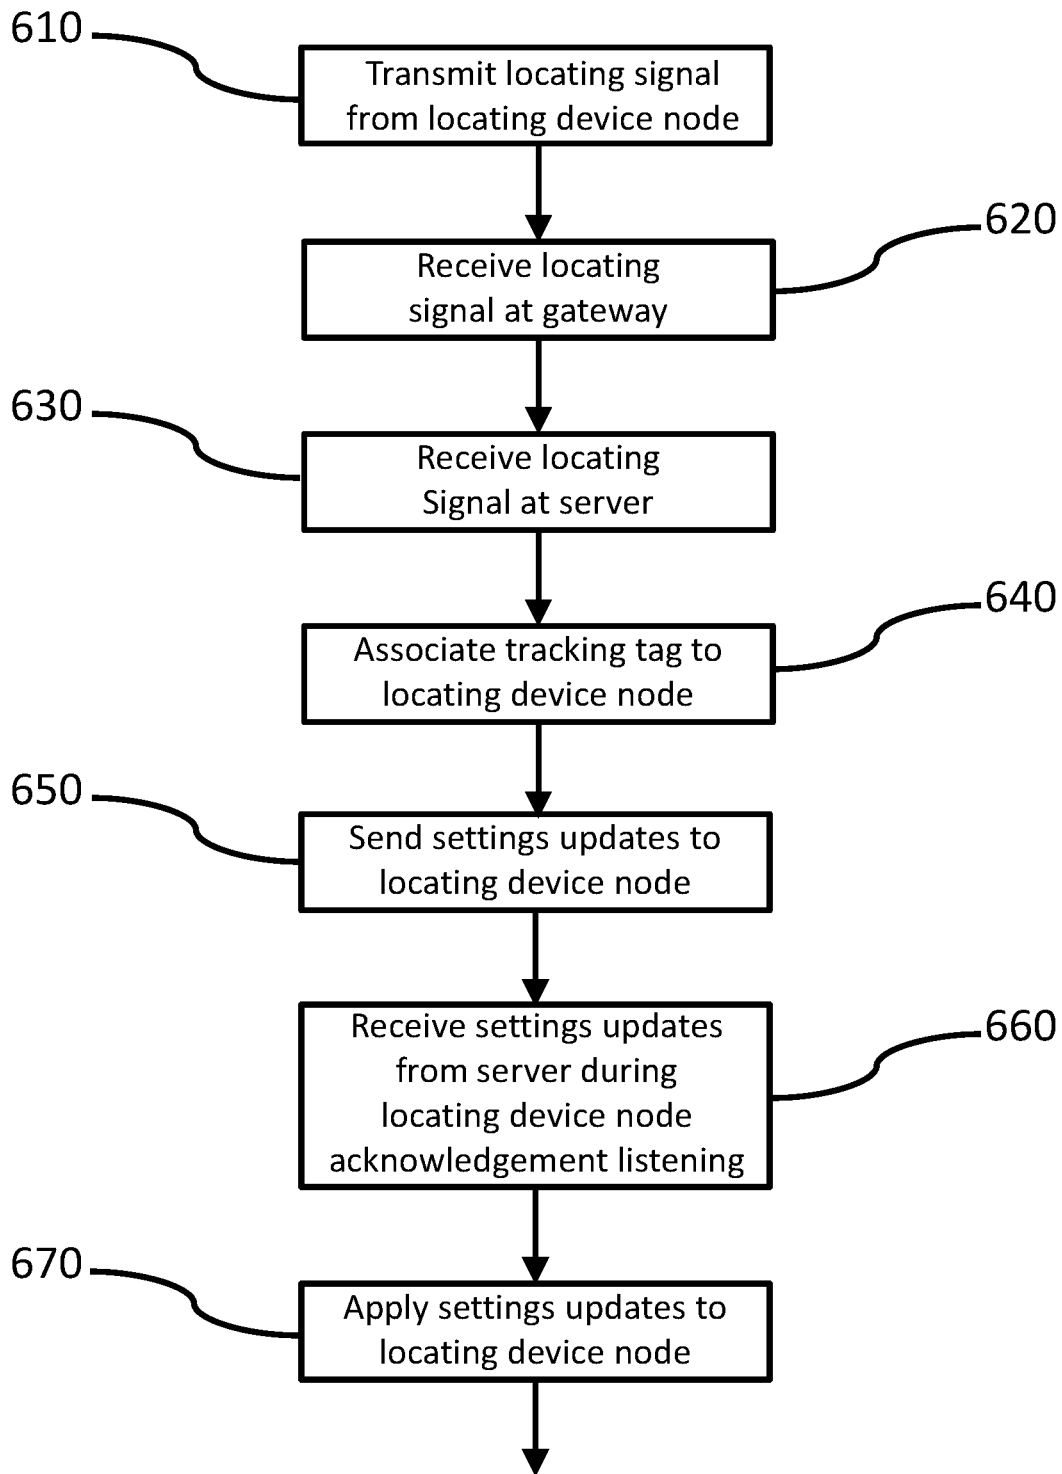 610
Transmit locating signal
from locating device node
620
Receive locating
signal at gateway
630
Receive locating
Signal at server
640
Associate tracking tag to
locating device node
650
Send settings updates to
locating device node
660
Receive settings updates
from server during
locating device node
acknowledgement listening
670
Apply settings updates to
locating device node